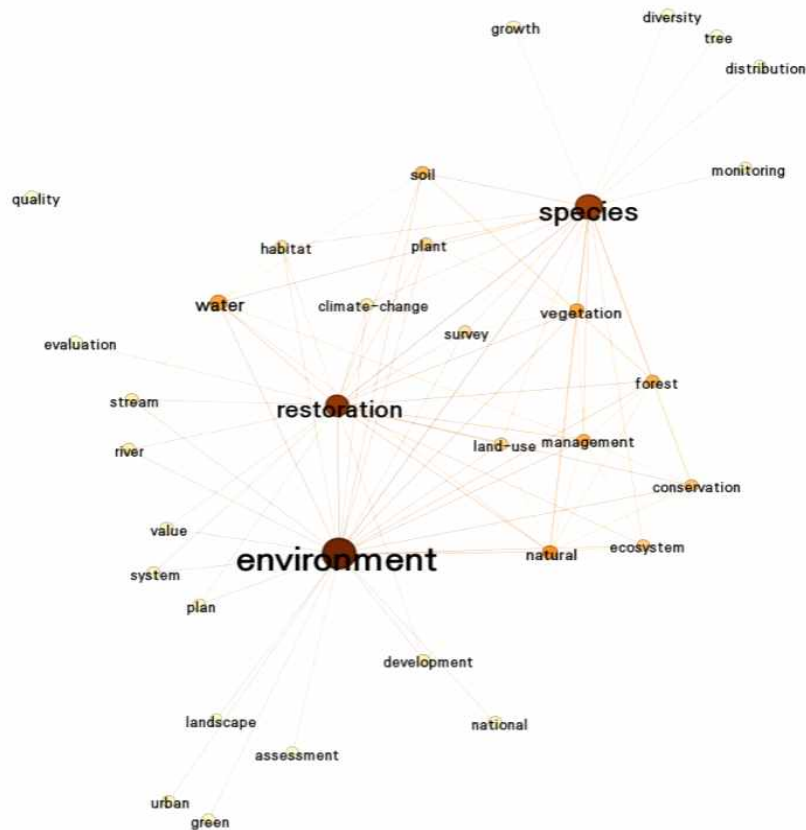 diversity
growth
tree
distribution
monitoring
soil
quality
species
habitat
plant
water
climate-change
vegetation
survey
evaluation
forest
stream
restoration
management
land-use
river
conservation
value
environment
natural
ecosystem
system
plan
development
landscape
national
assessment
urban
green